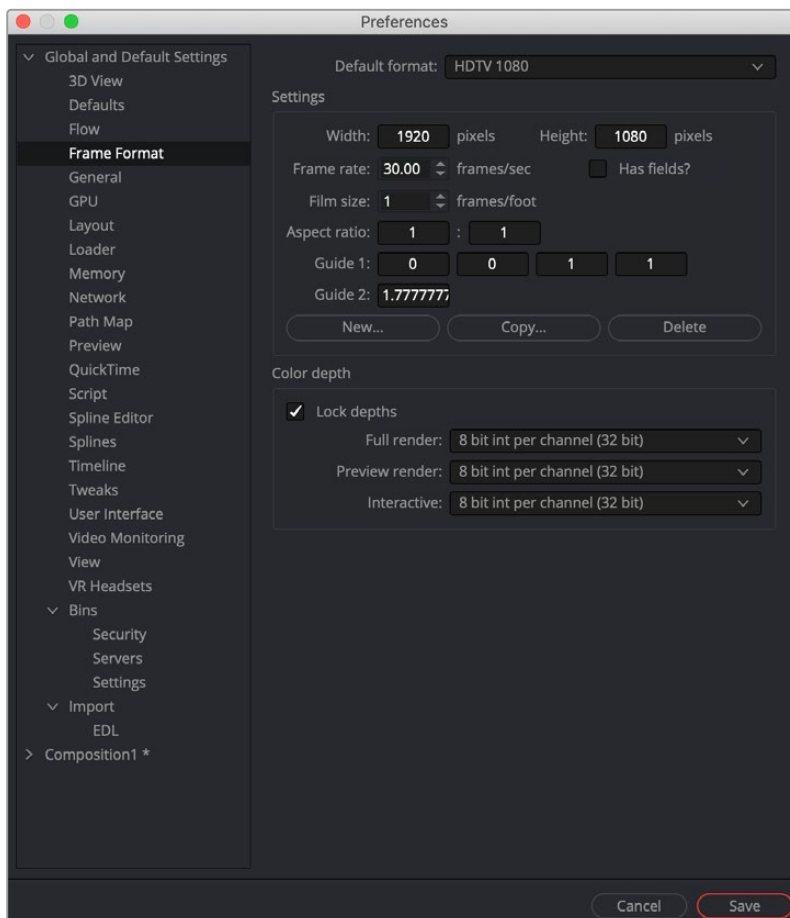 Preferences
Global and Default Settings
3D View
Defaults
Flow
Frame Format
General
GPU
Layout
Loader
Memory
Network
Path Map
Preview
QuickTime
Script
Spline Editor
Splines
Timeline
Tweaks
User Interface
Video Monitoring
View
VR Headsets
Bins
Security
Servers
Settings
Import
EDL
Composition1 *
Default format: HDTV 1080
Settings
Width: 1920 pixels Height: 1080 pixels
Frame rate: 30.00 frames/sec Has fields?
Film size: 1 frames/foot
Aspect ratio: 1 : 1
Guide 1: 0 0 1 1
Guide 2: 1.7777777
New... Copy... Delete
Color depth
Lock depths
Full render: 8 bit int per channel (32 bit)
Preview render: 8 bit int per channel (32 bit)
Interactive: 8 bit int per channel (32 bit)
Cancel Save